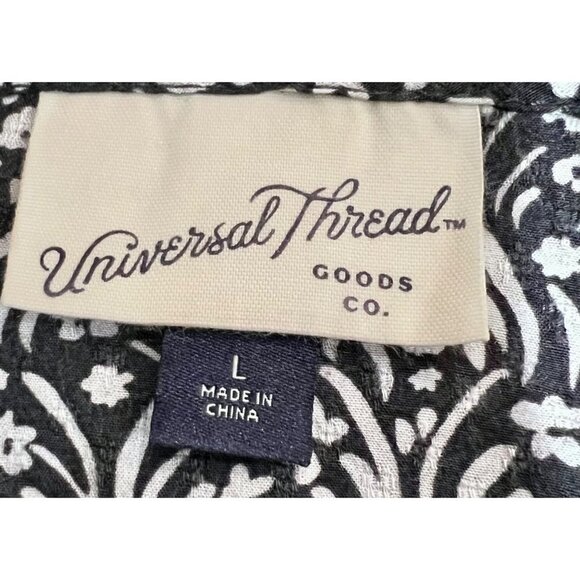 Universal Thread™
GOODS
CO.
L
MADE IN
CHINA